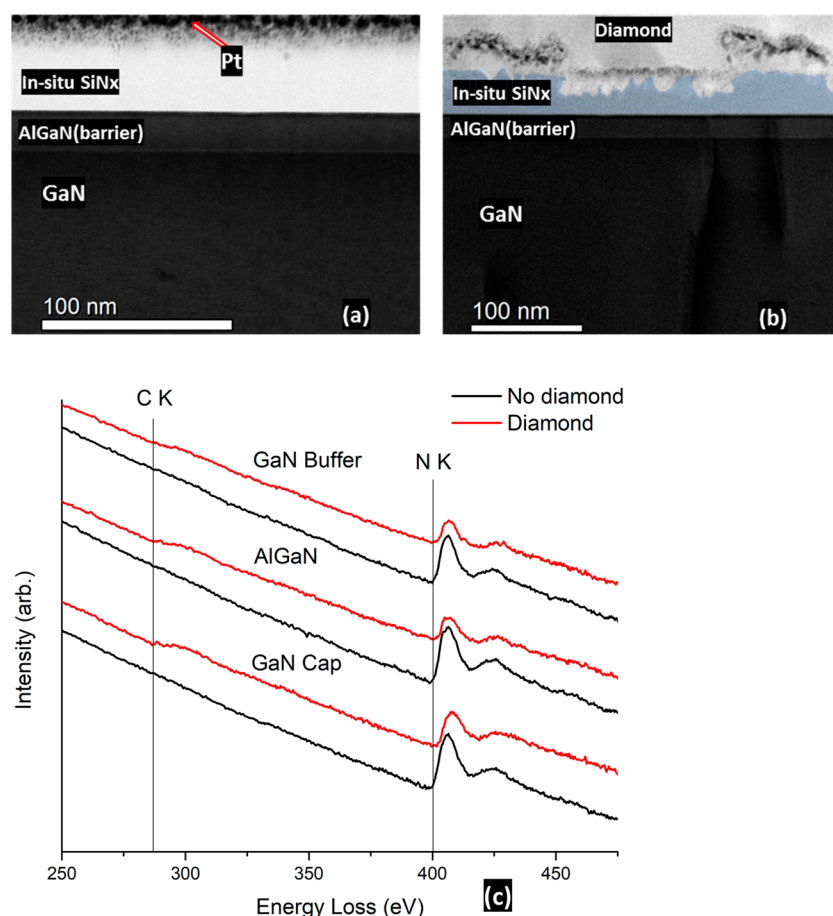 Pt
In-situ SiNx
AlGaN(barrier)
GaN
100 nm
(a)
Diamond
In-situ SiNx
AlGaN(barrier)
GaN
100 nm
(b)
C K
No diamond
Diamond
GaN Buffer
N K
AlGaN
GaN Cap
Intensity (arb.)
250 300 350 400 450
Energy Loss (eV)
(c)